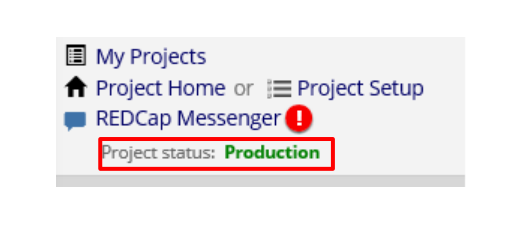 My Projects
Project Home or Project Setup
REDCap Messenger !
Project status: Production